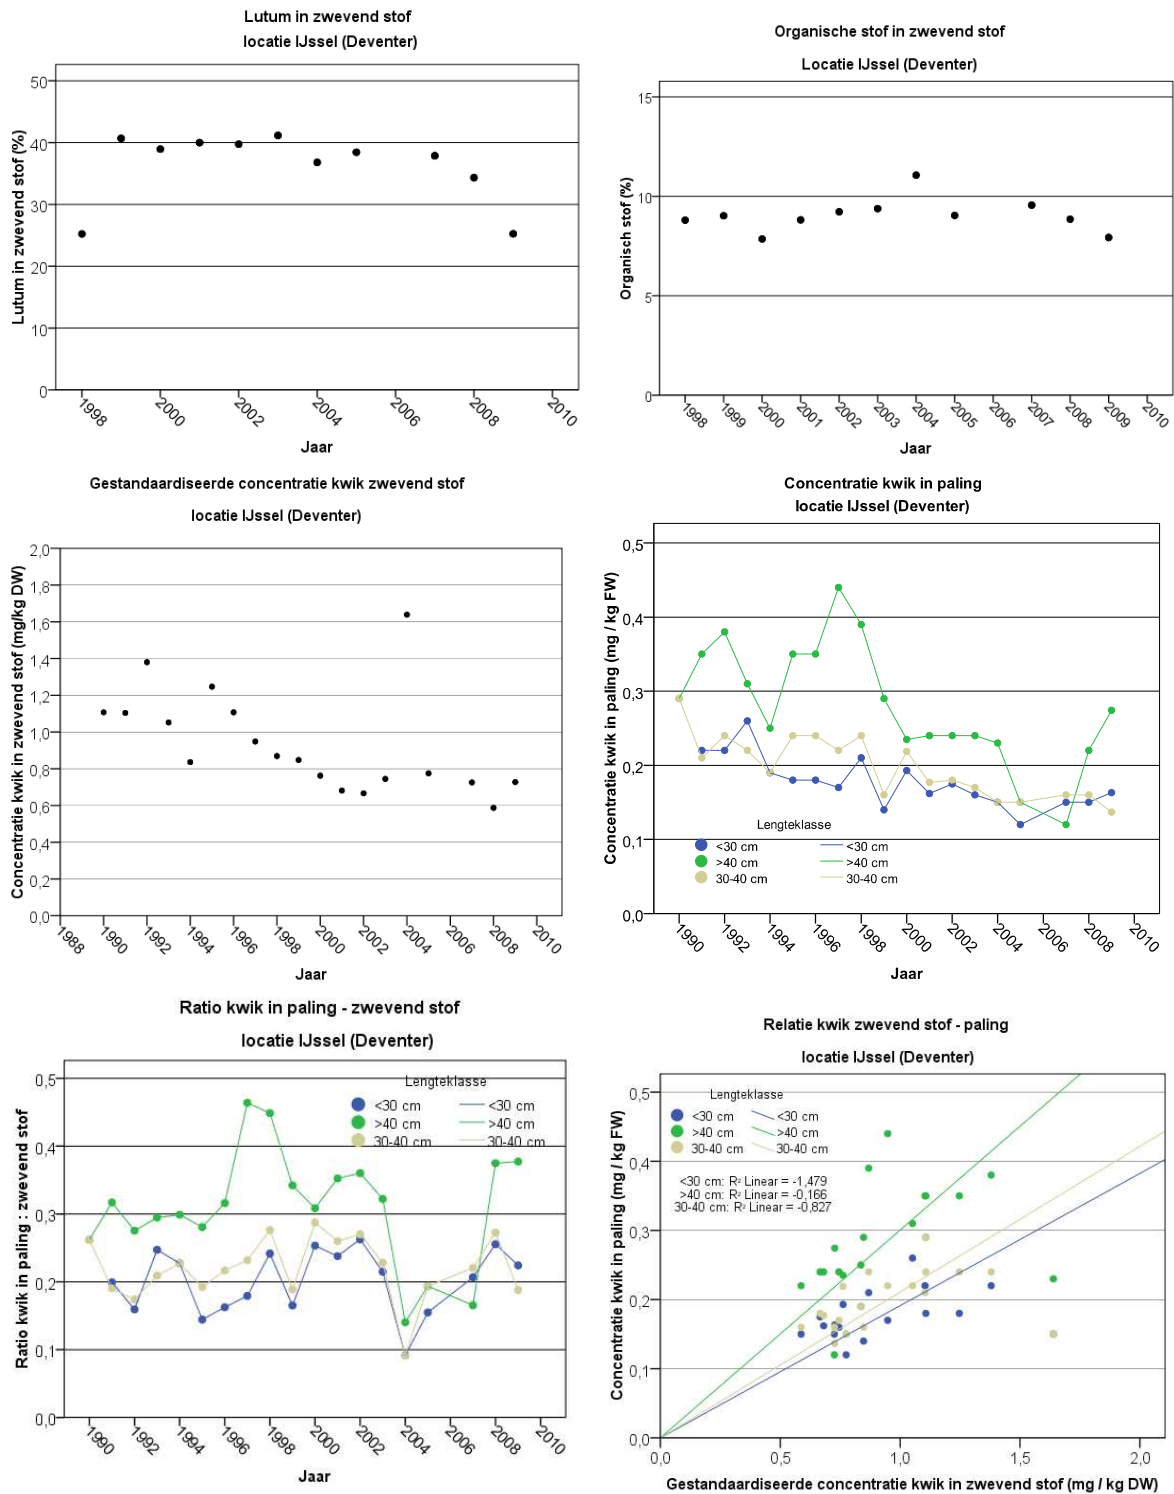 Lutum in zwevend stof
locatie IJssel (Deventer)
Lutum in zwevend stof (%)
50
40
30
20
10
0
1998 2000 2002 2004 2006 2008 2010
Jaar
Organische stof in zwevend stof
Locatie IJssel (Deventer)
Organisch stof (%)
15
10
5
0
1998 1999 2000 2001 2002 2003 2004 2005 2006 2007 2008 2009 2010
Jaar
Gestandaardiseerde concentratie kwik zwevend stof
locatie IJssel (Deventer)
Concentratie kwik in zwevend stof (mg/kg DW)
2,0
1,8
1,6
1,4
1,2
1,0
0,8
0,6
0,4
0,2
0,0
1988 1990 1992 1994 1996 1998 2000 2002 2004 2006 2008 2010
Jaar
Concentratie kwik in paling
locatie IJssel (Deventer)
Concentratie kwik in paling (mg / kg FW)
0,5
0,4
0,3
0,2
0,1
0,0
Lengteklasse
<30 cm <30 cm
>40 cm >40 cm
30-40 cm 30-40 cm
1990 1992 1994 1996 1998 2000 2002 2004 2006 2008 2010
Jaar
Ratio kwik in paling - zwevend stof
locatie IJssel (Deventer)
Ratio kwik in paling : zwevend stof
0,5
0,4
0,3
0,2
0,1
0,0
Lengteklasse
<30 cm <30 cm
>40 cm >40 cm
30-40 cm 30-40 cm
1990 1992 1994 1996 1998 2000 2002 2004 2006 2008 2010
Jaar
Relatie kwik zwevend stof - paling
locatie IJssel (Deventer)
Concentratie kwik in paling (mg / kg FW)
0,5
0,4
0,3
0,2
0,1
0,0
Lengteklasse
<30 cm <30 cm
>40 cm >40 cm
30-40 cm 30-40 cm
<30 cm: R² Linear = -1,479
>40 cm: R² Linear = -0,166
30-40 cm: R² Linear = -0,827
0,0 0,5 1,0 1,5 2,0
Gestandaardiseerde concentratie kwik in zwevend stof (mg / kg DW)